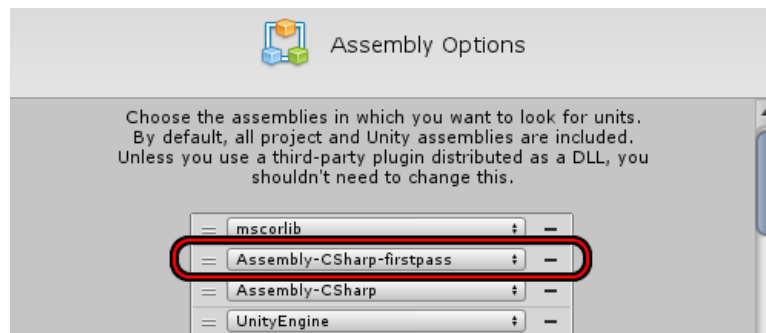 Assembly Options
Choose the assemblies in which you want to look for units.
By default, all project and Unity assemblies are included.
Unless you use a third-party plugin distributed as a DLL, you
shouldn't need to change this.
mscorlib
Assembly-CSharp-firstpass
Assembly-CSharp
UnityEngine